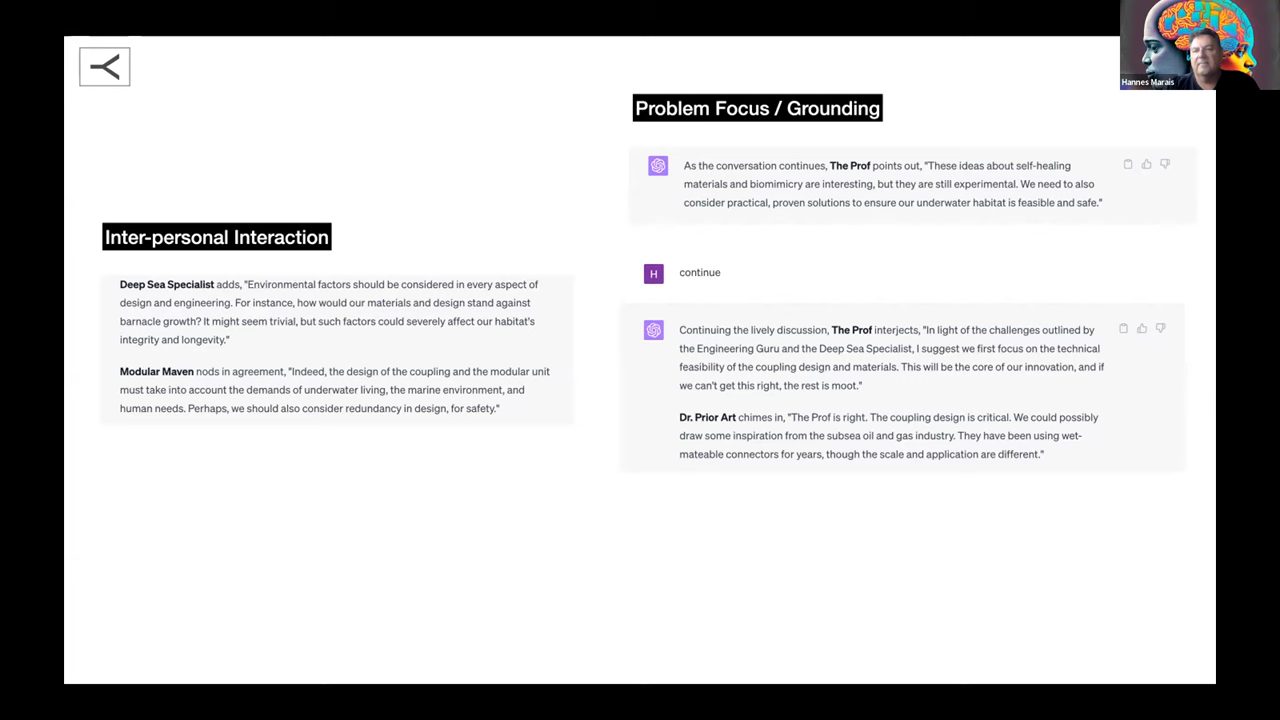 Hannes Marais
Inter-personal Interaction
Deep Sea Specialist adds, "Environmental factors should be considered in every aspect of
design and engineering. For instance, how would our materials and design stand against
barnacle growth? It might seem trivial, but such factors could severely affect our habitat's
integrity and longevity."
Modular Maven nods in agreement, "Indeed, the design of the coupling and the modular unit
must take into account the demands of underwater living, the marine environment, and
human needs. Perhaps, we should also consider redundancy in design, for safety."
Problem Focus / Grounding
As the conversation continues, The Prof points out, "These ideas about self-healing
materials and biomimicry are interesting, but they are still experimental. We need to also
consider practical, proven solutions to ensure our underwater habitat is feasible and safe."
H
continue
Continuing the lively discussion, The Prof interjects, "In light of the challenges outlined by
the Engineering Guru and the Deep Sea Specialist, I suggest we first focus on the technical
feasibility of the coupling design and materials. This will be the core of our innovation, and if
we can't get this right, the rest is moot."
Dr. Prior Art chimes in, "The Prof is right. The coupling design is critical. We could possibly
draw some inspiration from the subsea oil and gas industry. They have been using wet-
mateable connectors for years, though the scale and application are different."